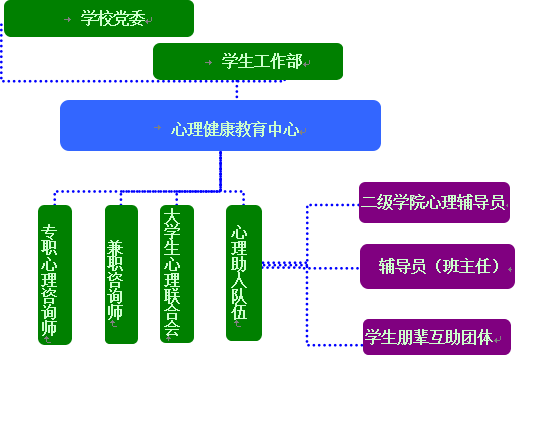 学校党委
学生工作部
心理健康教育中心
专职心理咨询师
兼职咨询师
大学生心理联合会
心理助人队伍
二级学院心理辅导员
辅导员（班主任）
学生朋辈互助团体